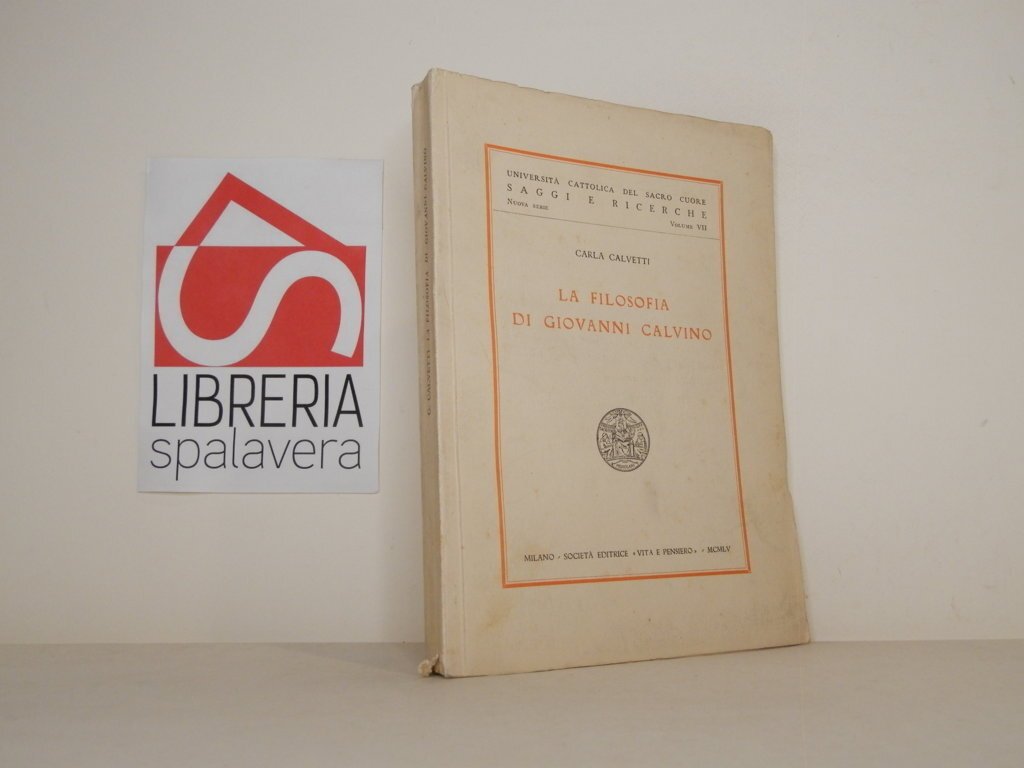 LIBRERIA
spalavera
C. CALVETTI LA FILOSOFIA DI GIOVANNI CALVINO
UNIVERSITÀ CATTOLICA DEL SACRO CUORE
SAGGI E RICERCHE
NUOVA SERIE
VOLUME VII
CARLA CALVETTI
LA FILOSOFIA
DI GIOVANNI CALVINO
MILANO - SOCIETÀ EDITRICE «VITA E PENSIERO» - MCMLV